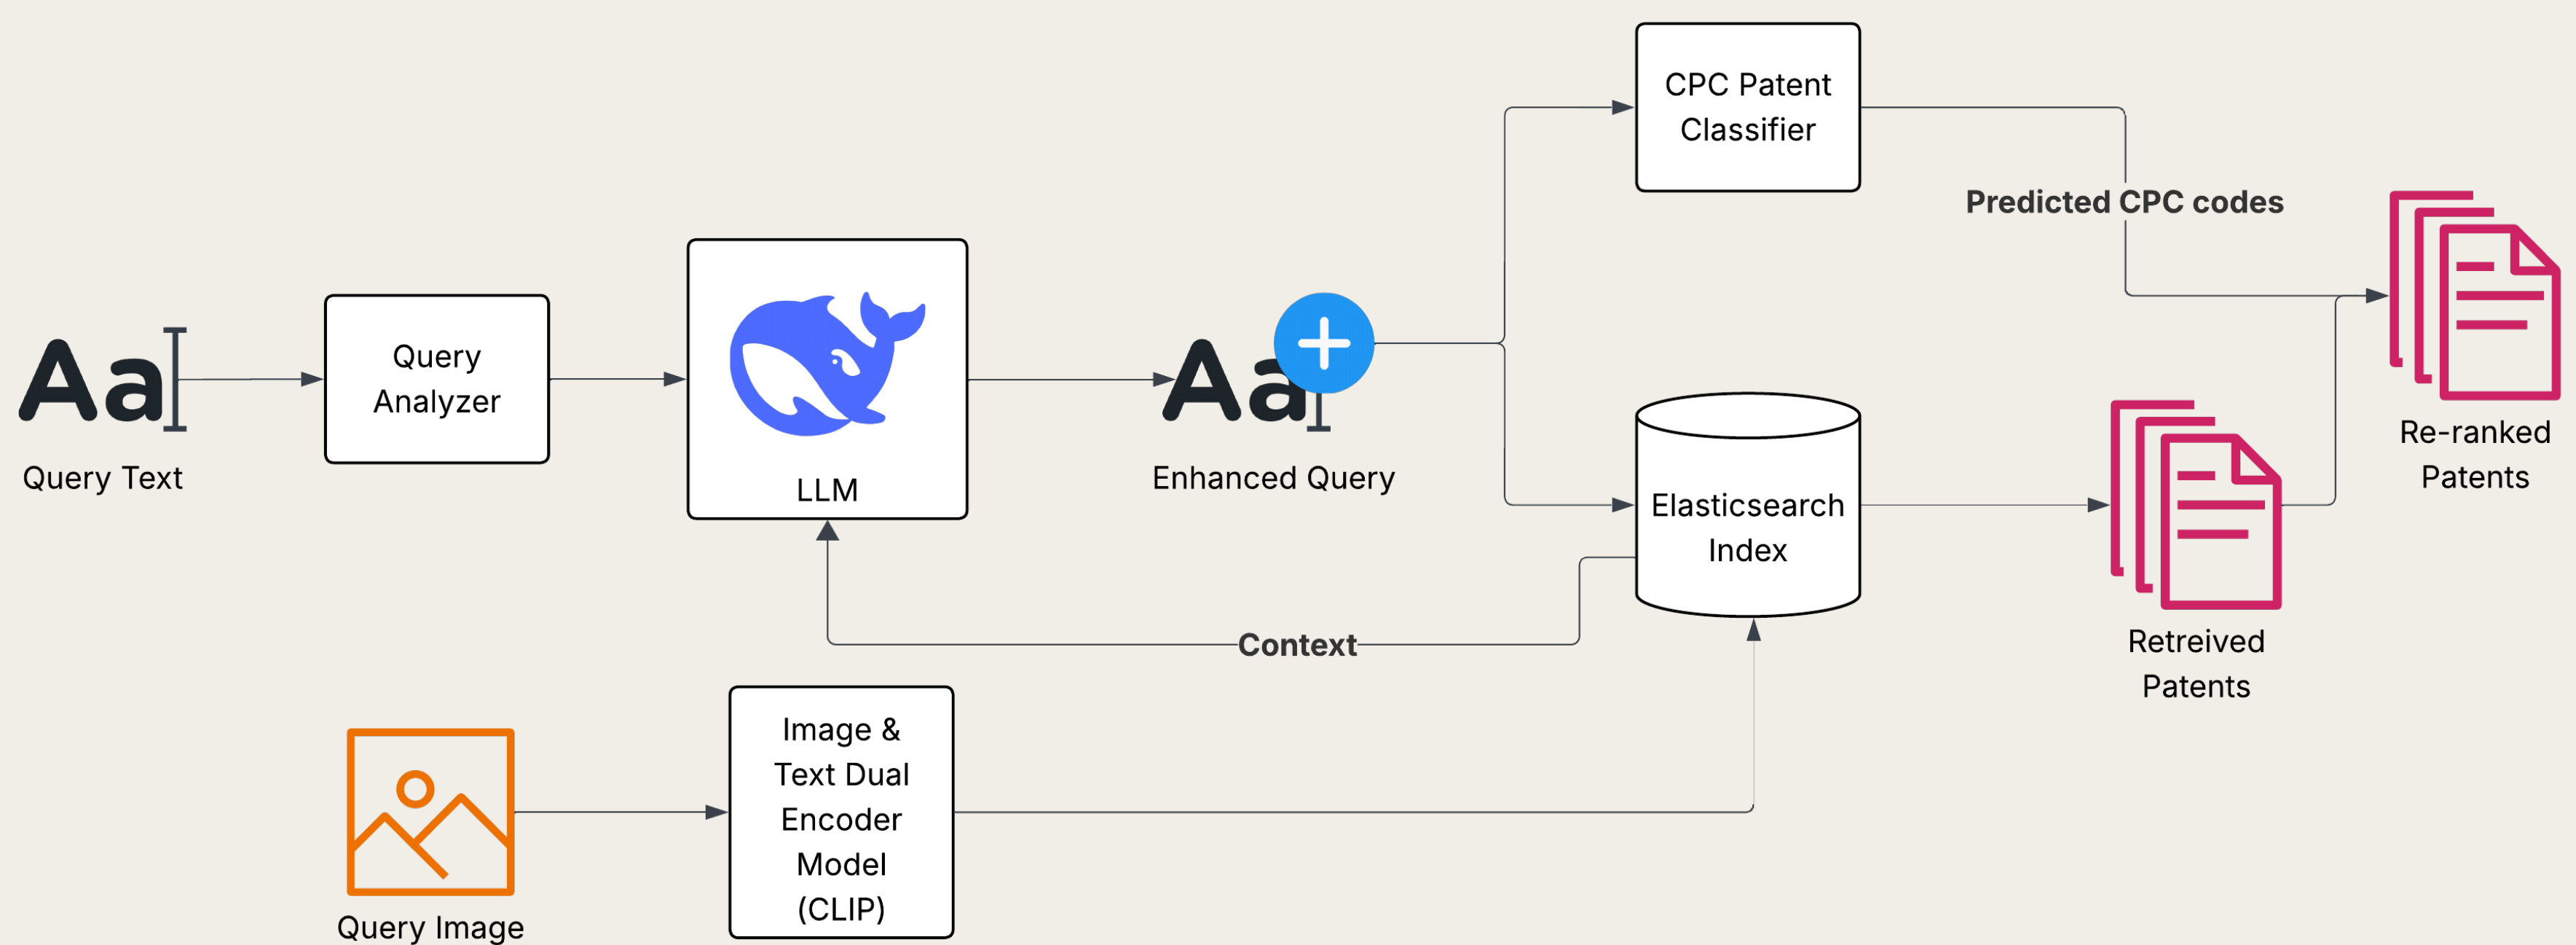 CPC Patent
Classifier
Predicted CPC codes
Re-ranked
Patents
Aa
Query Text
Query
Analyzer
LLM
Aa
Enhanced Query
Elasticsearch
Index
Retreived
Patents
Context
Query Image
Image &
Text Dual
Encoder
Model
(CLIP)